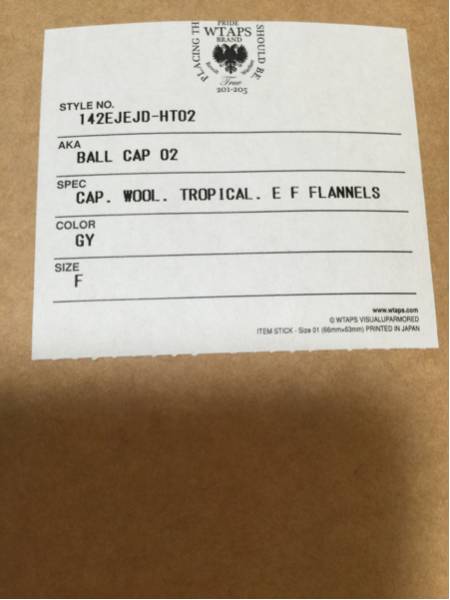 PLACING TH
PRIDE
WTAPS
BRAND
SHOULD BE.
True
201-205
STYLE NO.
142EJEJD-HT02
AKA
BALL CAP 02
SPEC
CAP. WOOL. TROPICAL. E F FLANNELS
COLOR
GY
SIZE
F
www.wtaps.com
© WTAPS VISUALUPARMORED
ITEM STICK - Size 01 (66mmx63mm) PRINTED IN JAPAN